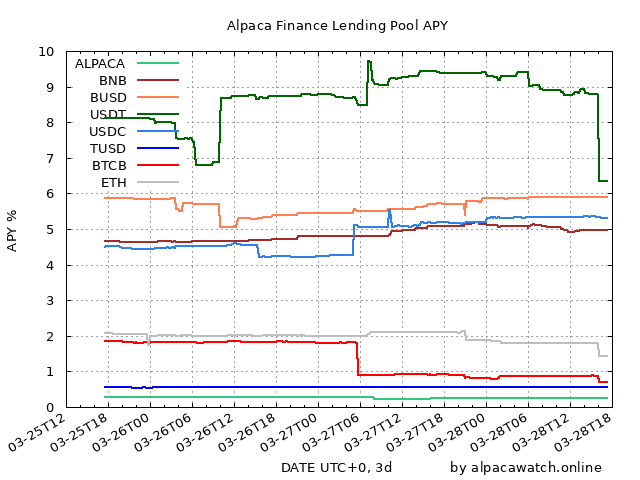 Alpaca Finance Lending Pool APY
10
9
8
7
6
5
4
3
2
1
0
APY %
ALPACA
BNB
BUSD
USDT
USDC
TUSD
BTCB
ETH
03-25T12
03-25T18
03-26T00
03-26T06
03-26T12
03-26T18
03-27T00
03-27T06
03-27T12
03-27T18
03-28T00
03-28T06
03-28T12
03-28T18
DATE UTC+0, 3d
by alpacawatch.online